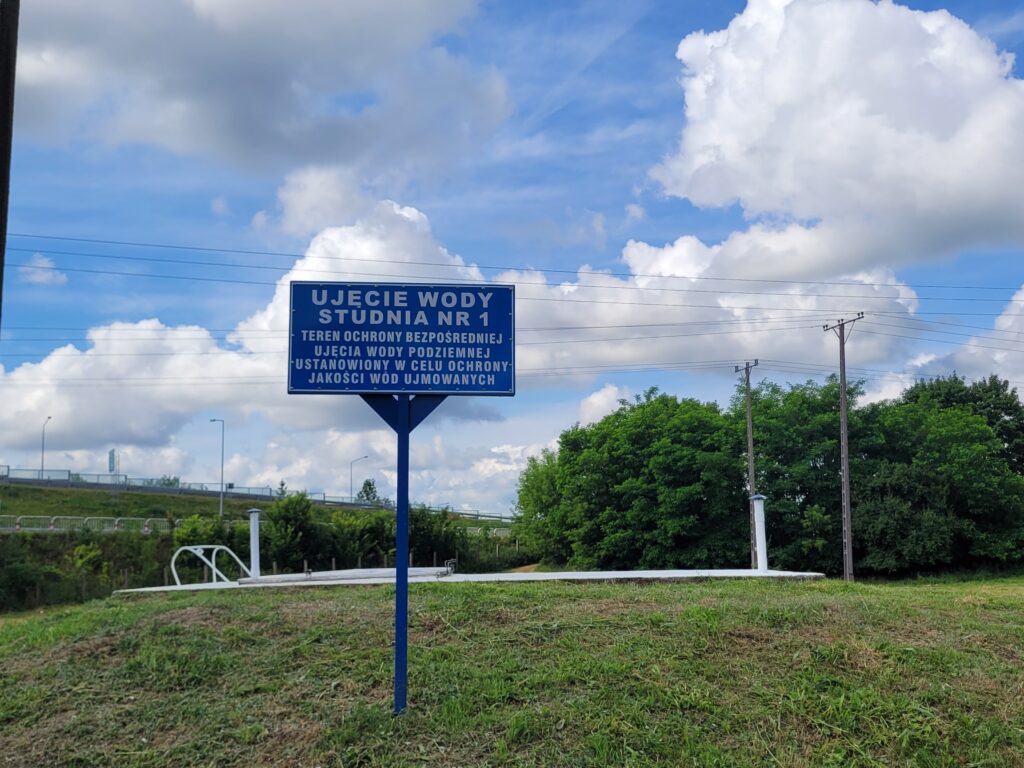 UJĘCIE WODY
STUDNIA NR 1
TEREN OCHRONY BEZPOŚREDNIEJ
UJĘCIA WODY PODZIEMNEJ
USTANOWIONY W CELU OCHRONY
JAKOŚCI WÓD UJMOWANYCH